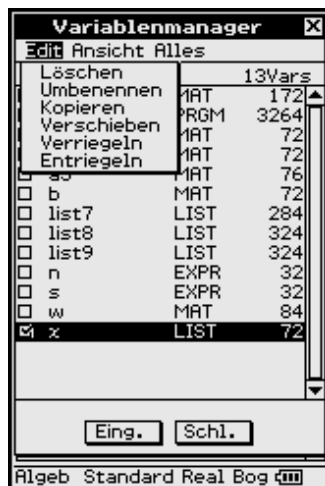 Variablenmanager
Edit Ansicht Alles
Löschen 13Vars
Umbenennen MAT 172
Kopieren PRGM 3264
Verschieben MAT 72
Verriegeln MAT 72
Entriegeln MAT 76
b MAT 72
list7 LIST 284
list8 LIST 324
list9 LIST 324
n EXPR 32
s EXPR 32
w MAT 84
x LIST 72
Eing. Schl.
Algeb Standard Real Bog